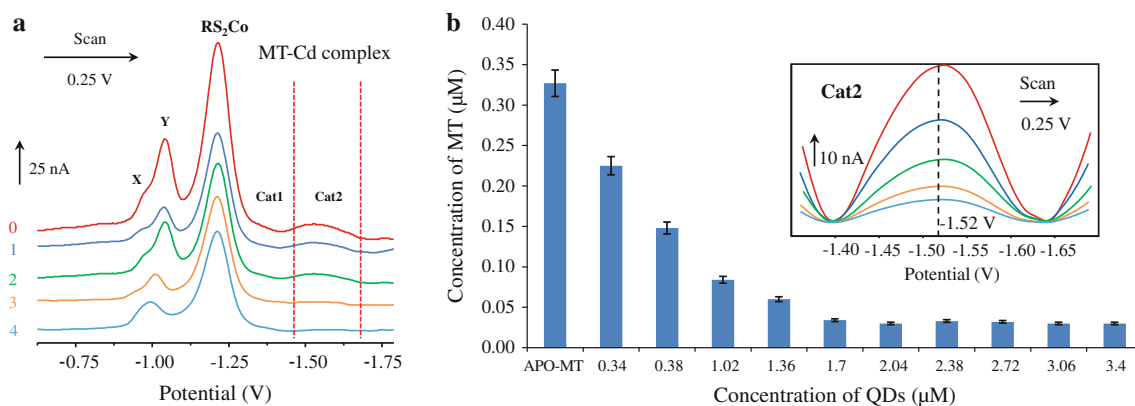 a
Scan
0.25 V
RS₂Co
MT-Cd complex
Y
X
25 nA
Cat1 Cat2
0
1
2
3
4
-0.75 -1.00 -1.25 -1.50 -1.75
Potential (V)
b
Concentration of MT (µM)
0.40
0.35
0.30
0.25
0.20
0.15
0.10
0.05
0.00
APO-MT 0.34 0.38 1.02 1.36 1.7 2.04 2.38 2.72 3.06 3.4
Concentration of QDs (µM)
Cat2
Scan
0.25 V
10 nA
-1.52 V
-1.40 -1.45 -1.50 -1.55 -1.60 -1.65
Potential (V)